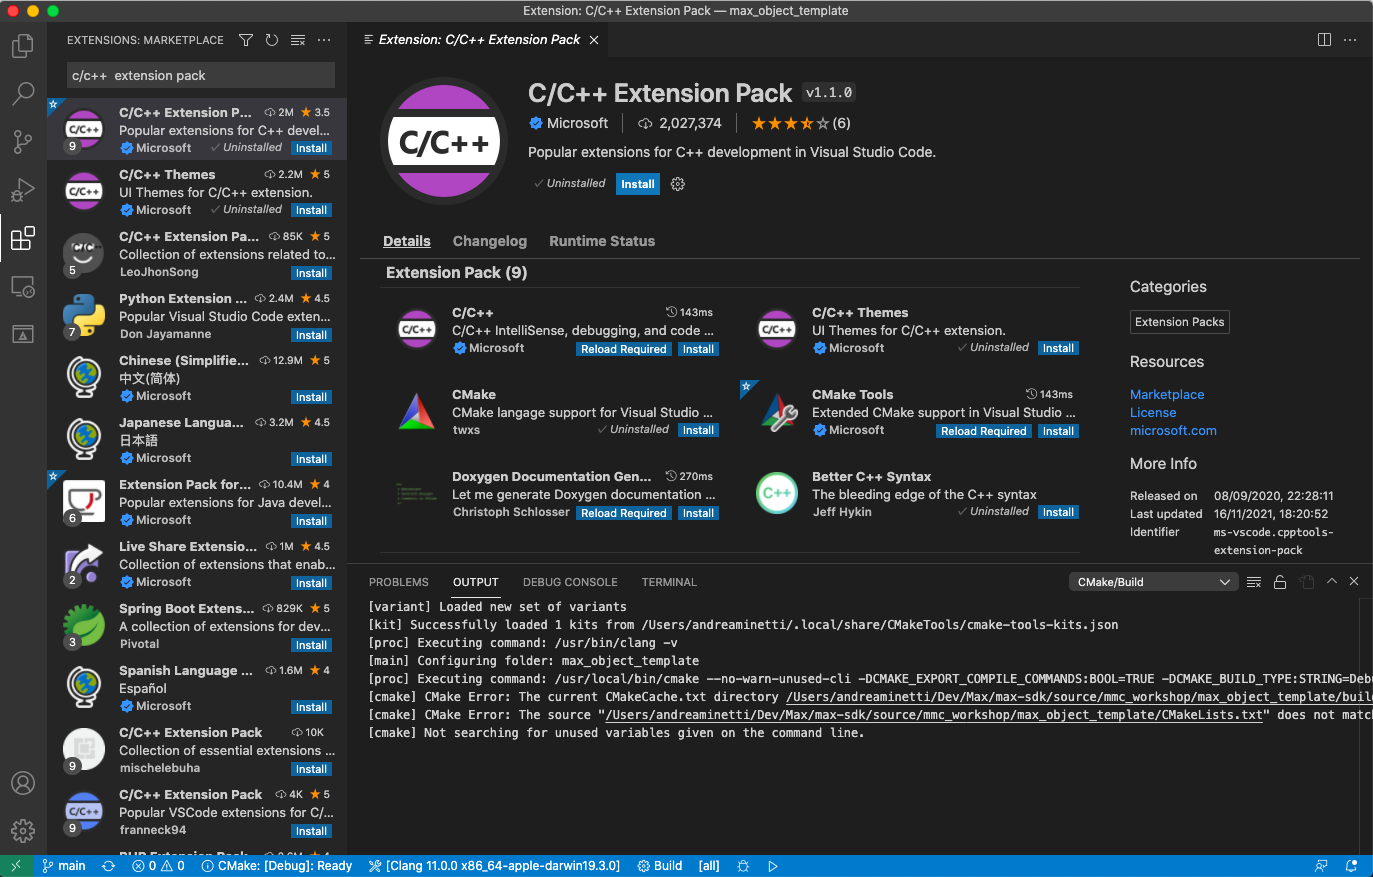 Extension: C/C++ Extension Pack — max_object_template
EXTENSIONS: MARKETPLACE
c/c++ extension pack
C/C++ Extension P... 2M 3.5
Popular extensions for C++ devel...
Microsoft Uninstalled Install
9
C/C++ Themes 2.2M 5
UI Themes for C/C++ extension.
Microsoft Uninstalled Install
C/C++ Extension Pa... 85K 5
Collection of extensions related to...
LeoJhonSong Install
5
Python Extension ... 2.4M 4.5
Popular Visual Studio Code exten...
Don Jayamanne Install
7
Chinese (Simplifie... 12.9M 5
中文(简体)
Microsoft Install
Japanese Langua... 3.2M 4.5
日本語
Microsoft Install
Extension Pack for... 10.4M 4
Popular extensions for Java devel...
Microsoft Install
6
Live Share Extensio... 1M 4.5
Collection of extensions that enab...
Microsoft Install
2
Spring Boot Extens... 829K 5
A collection of extensions for dev...
Pivotal Install
3
Spanish Language ... 1.6M 4
Español
Microsoft Install
C/C++ Extension Pack 10K
Collection of essential extensions ...
mischelebuha Install
9
C/C++ Extension Pack 4K 5
Popular VSCode extensions for C/...
franneck94 Install
9
Extension: C/C++ Extension Pack
C/C++
C/C++ Extension Pack v1.1.0
Microsoft 2,027,374 (6)
Popular extensions for C++ development in Visual Studio Code.
Uninstalled Install
Details Changelog Runtime Status
Extension Pack (9)
C/C++ 143ms
C/C++ IntelliSense, debugging, and code ...
Microsoft Reload Required Install
C/C++ Themes
UI Themes for C/C++ extension.
Microsoft Uninstalled Install
CMake
CMake langage support for Visual Studio ...
twxs Uninstalled Install
CMake Tools 143ms
Extended CMake support in Visual Studio ...
Microsoft Reload Required Install
Doxygen Documentation Gen... 270ms
Let me generate Doxygen documentation ...
Christoph Schlosser Reload Required Install
Better C++ Syntax
The bleeding edge of the C++ syntax
Jeff Hykin Uninstalled Install
Categories
Extension Packs
Resources
Marketplace
License
microsoft.com
More Info
Released on 08/09/2020, 22:28:11
Last updated 16/11/2021, 18:20:52
Identifier ms-vscode.cpptools-
extension-pack
PROBLEMS OUTPUT DEBUG CONSOLE TERMINAL CMake/Build
[variant] Loaded new set of variants
[kit] Successfully loaded 1 kits from /Users/andreaminetti/.local/share/CMakeTools/cmake-tools-kits.json
[proc] Executing command: /usr/bin/clang -v
[main] Configuring folder: max_object_template
[proc] Executing command: /usr/local/bin/cmake --no-warn-unused-cli -DCMAKE_EXPORT_COMPILE_COMMANDS:BOOL=TRUE -DCMAKE_BUILD_TYPE:STRING=Deb
[cmake] CMake Error: The current CMakeCache.txt directory /Users/andreaminetti/Dev/Max/max-sdk/source/mmc_workshop/max_object_template/buil
[cmake] CMake Error: The source "/Users/andreaminetti/Dev/Max/max-sdk/source/mmc_workshop/max_object_template/CMakeLists.txt" does not matc
[cmake] Not searching for unused variables given on the command line.
main 0 0 CMake: [Debug]: Ready [Clang 11.0.0 x86_64-apple-darwin19.3.0] Build [all]